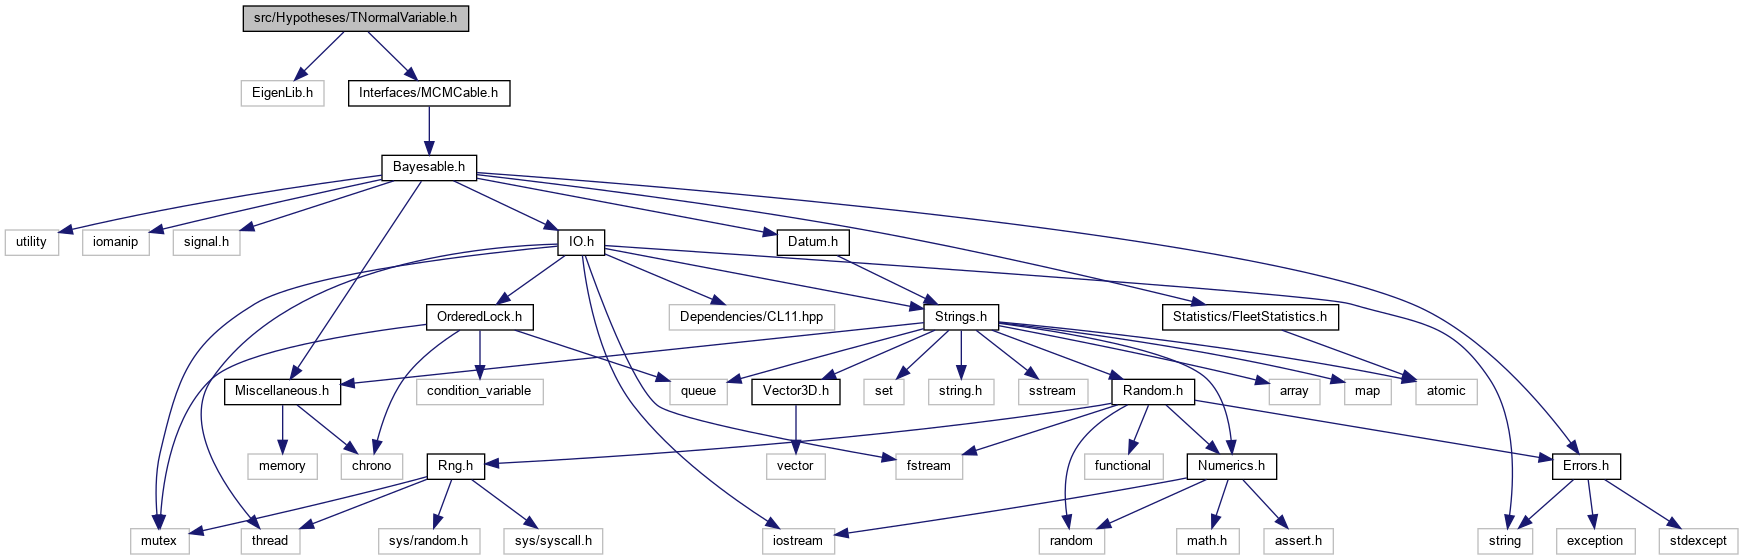 src/Hypotheses/TNormalVariable.h
EigenLib.h
Interfaces/MCMCable.h
Bayesable.h
utility
iomanip
signal.h
IO.h
Datum.h
OrderedLock.h
Dependencies/CL11.hpp
Strings.h
Statistics/FleetStatistics.h
Miscellaneous.h
condition_variable
queue
Vector3D.h
set
string.h
sstream
Random.h
array
map
atomic
memory
chrono
Rng.h
vector
fstream
functional
Numerics.h
Errors.h
mutex
thread
sys/random.h
sys/syscall.h
iostream
random
math.h
assert.h
string
exception
stdexcept